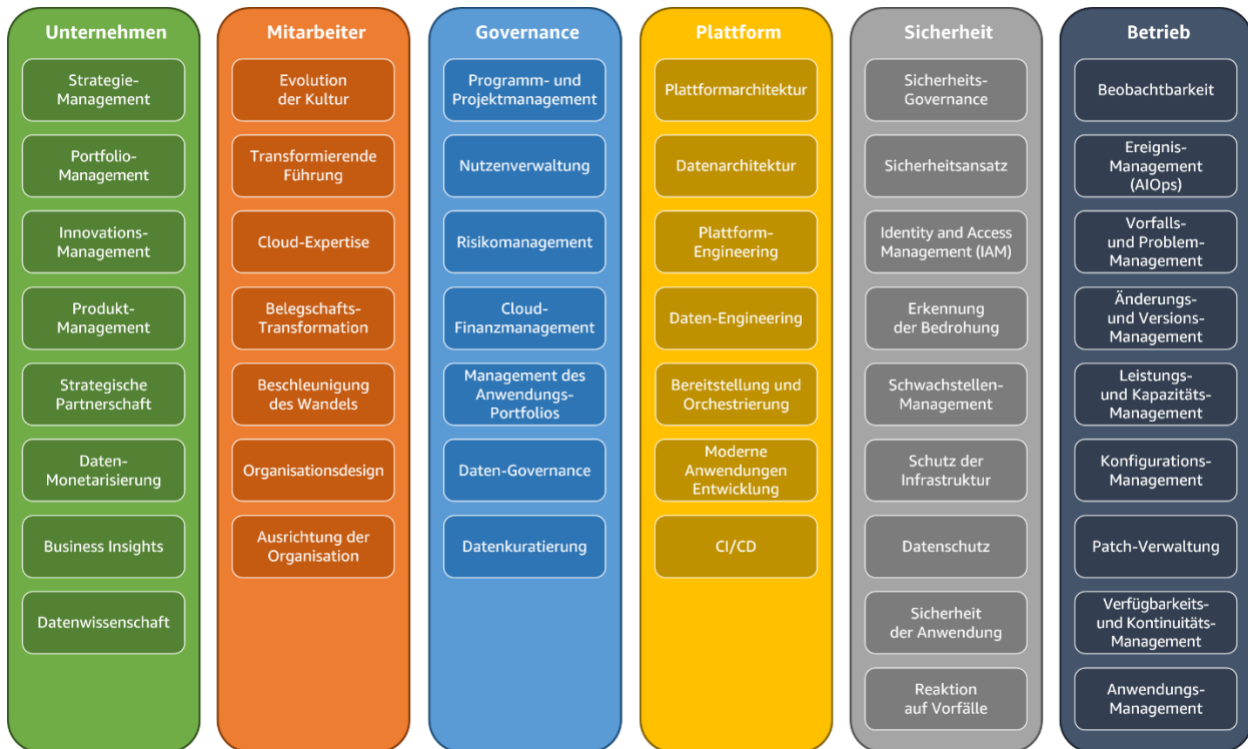 Unternehmen
Strategie-
Management
Portfolio-
Management
Innovations-
Management
Produkt-
Management
Strategische
Partnerschaft
Daten-
Monetarisierung
Business Insights
Datenwissenschaft
Mitarbeiter
Evolution
der Kultur
Transformierende
Führung
Cloud-Expertise
Belegschafts-
Transformation
Beschleunigung
des Wandels
Organisationsdesign
Ausrichtung der
Organisation
Governance
Programm- und
Projektmanagement
Nutzenverwaltung
Risikomanagement
Cloud-
Finanzmanagement
Management des
Anwendungs-
Portfolios
Daten-Governance
Datenkuratierung
Plattform
Plattformarchitektur
Datenarchitektur
Plattform-
Engineering
Daten-Engineering
Bereitstellung und
Orchestrierung
Moderne
Anwendungen
Entwicklung
CI/CD
Sicherheit
Sicherheits-
Governance
Sicherheitsansatz
Identity and Access
Management (IAM)
Erkennung
der Bedrohung
Schwachstellen-
Management
Schutz der
Infrastruktur
Datenschutz
Sicherheit
der Anwendung
Reaktion
auf Vorfälle
Betrieb
Beobachtbarkeit
Ereignis-
Management
(AIOps)
Vorfalls-
und Problem-
Management
Änderungs-
und Versions-
Management
Leistungs-
und Kapazitäts-
Management
Konfigurations-
Management
Patch-Verwaltung
Verfügbarkeits-
und Kontinuitäts-
Management
Anwendungs-
Management